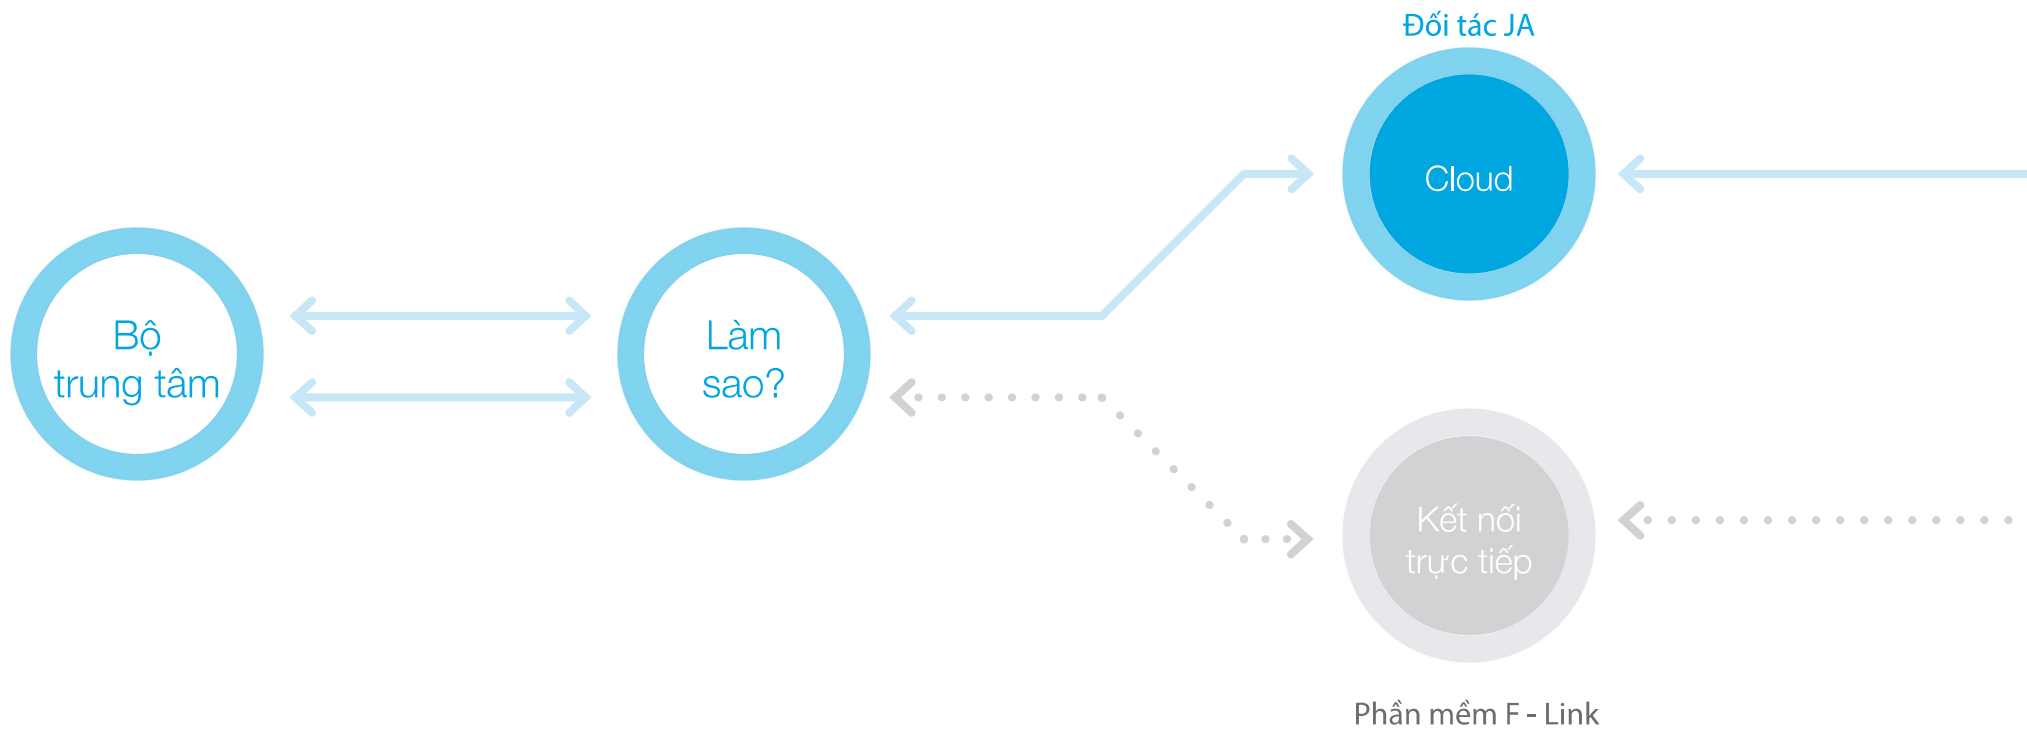 Đối tác JA
Cloud
Bộ
trung tâm
Làm
sao?
Kết nối
trực tiếp
Phần mềm F - Link